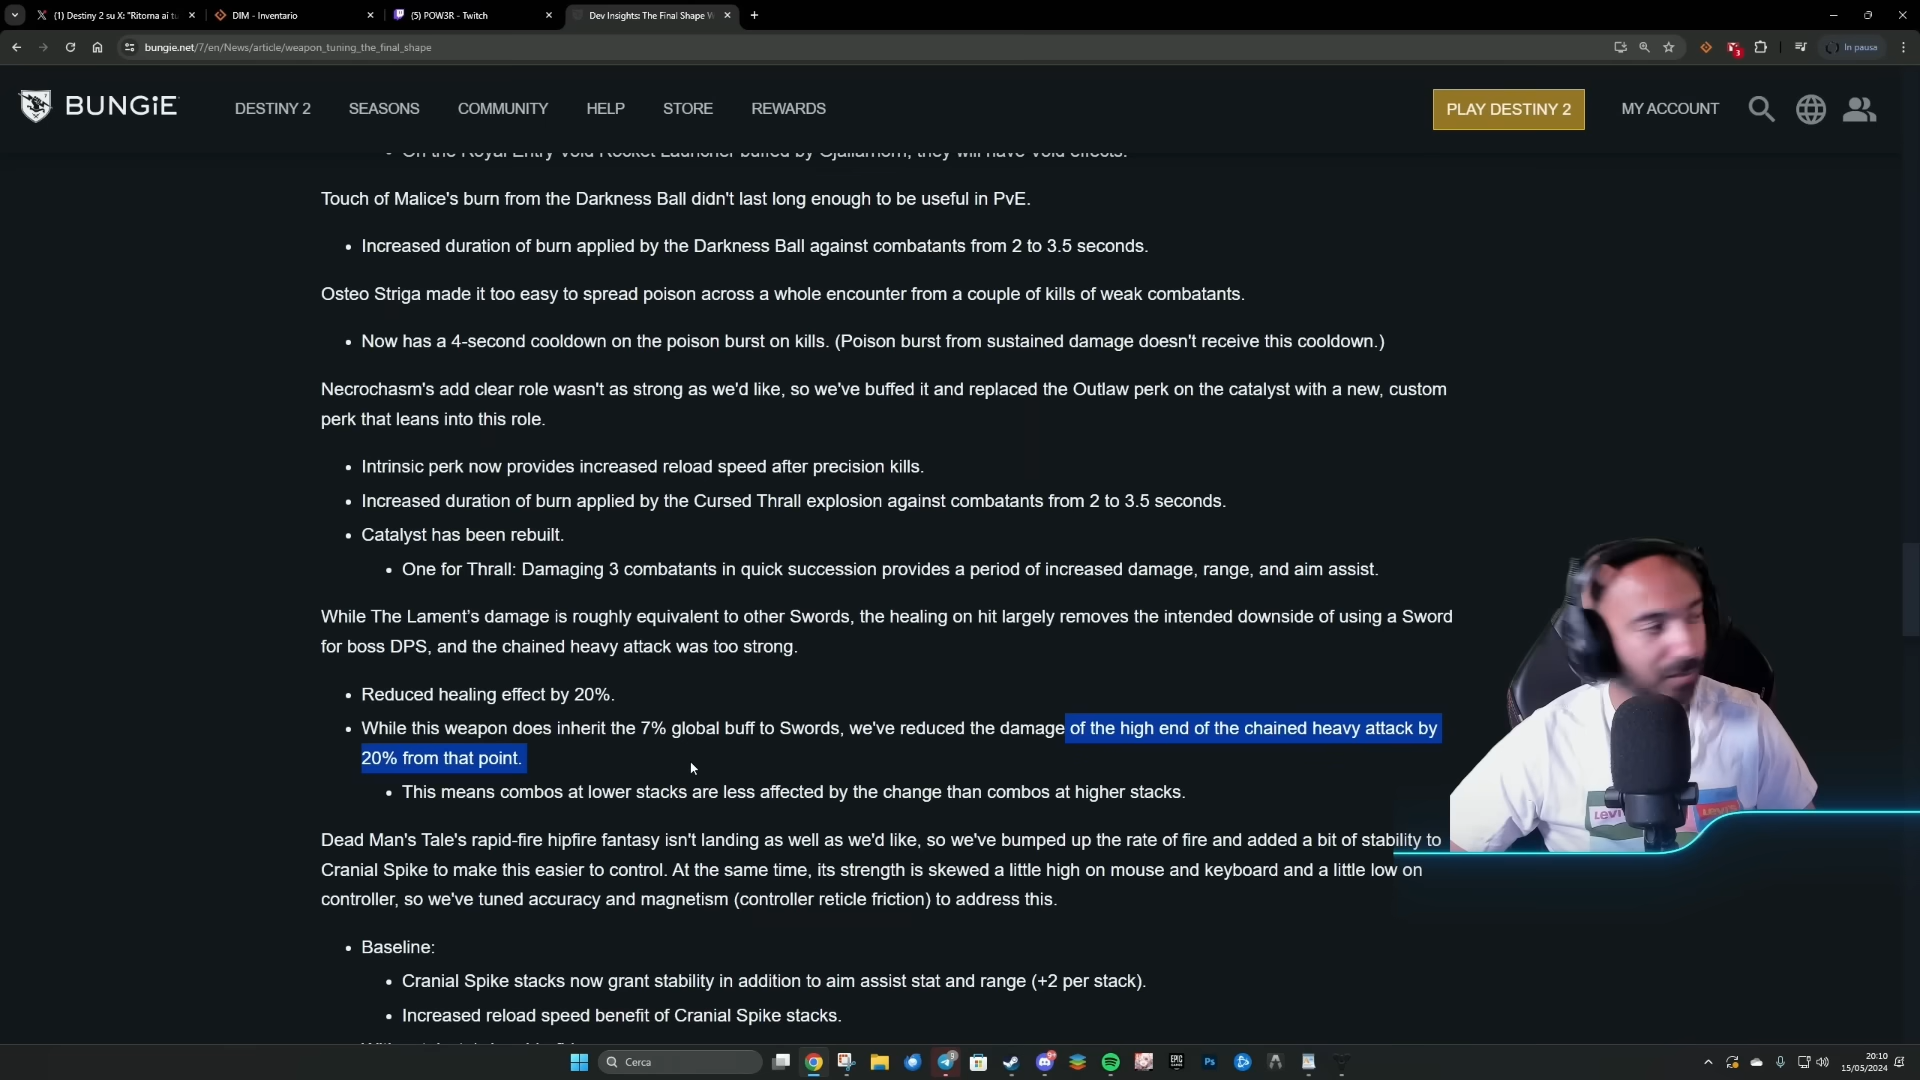 (1) Destiny 2 su X: "Ritorna ai tu
DIM - Inventario
(5) POW3R - Twitch
Dev Insights: The Final Shape W
bungie.net/7/en/News/article/weapon_tuning_the_final_shape
3
In pausa
BUNGiE
DESTINY 2
SEASONS
COMMUNITY
HELP
STORE
REWARDS
PLAY DESTINY 2
MY ACCOUNT
On the Royal Entry Void Rocket Launcher buffed by Gjallarhorn, they will have Void effects.
Touch of Malice's burn from the Darkness Ball didn't last long enough to be useful in PvE.
Increased duration of burn applied by the Darkness Ball against combatants from 2 to 3.5 seconds.
Osteo Striga made it too easy to spread poison across a whole encounter from a couple of kills of weak combatants.
Now has a 4-second cooldown on the poison burst on kills. (Poison burst from sustained damage doesn't receive this cooldown.)
Necrochasm's add clear role wasn't as strong as we'd like, so we've buffed it and replaced the Outlaw perk on the catalyst with a new, custom
perk that leans into this role.
Intrinsic perk now provides increased reload speed after precision kills.
Increased duration of burn applied by the Cursed Thrall explosion against combatants from 2 to 3.5 seconds.
Catalyst has been rebuilt.
One for Thrall: Damaging 3 combatants in quick succession provides a period of increased damage, range, and aim assist.
While The Lament's damage is roughly equivalent to other Swords, the healing on hit largely removes the intended downside of using a Sword
for boss DPS, and the chained heavy attack was too strong.
Reduced healing effect by 20%.
While this weapon does inherit the 7% global buff to Swords, we've reduced the damage of the high end of the chained heavy attack by
20% from that point.
This means combos at lower stacks are less affected by the change than combos at higher stacks.
Dead Man's Tale's rapid-fire hipfire fantasy isn't landing as well as we'd like, so we've bumped up the rate of fire and added a bit of stability to
Cranial Spike to make this easier to control. At the same time, its strength is skewed a little high on mouse and keyboard and a little low on
controller, so we've tuned accuracy and magnetism (controller reticle friction) to address this.
Baseline:
Cranial Spike stacks now grant stability in addition to aim assist stat and range (+2 per stack).
Increased reload speed benefit of Cranial Spike stacks.
Cerca
20:10
15/05/2024